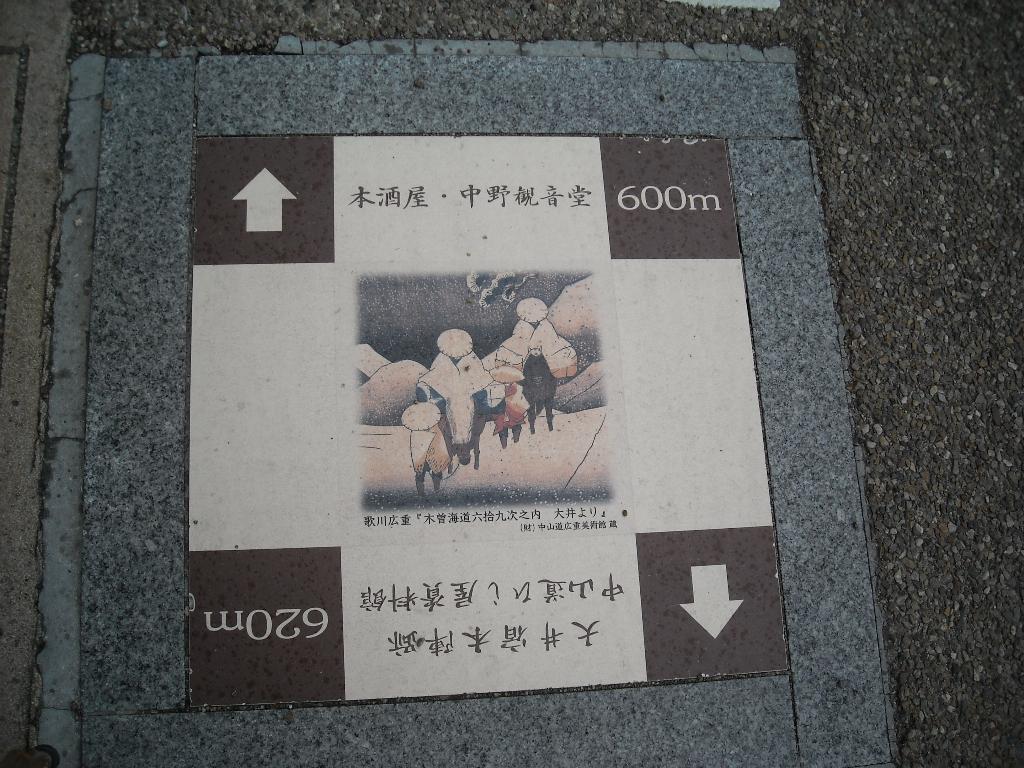 本酒屋・中野観音堂
600m
歌川広重『木曽海道六拾九次之内 大井より』
(財)中山道広重美術館 蔵
大井宿本陣跡
中山道ひし屋資料館
620m